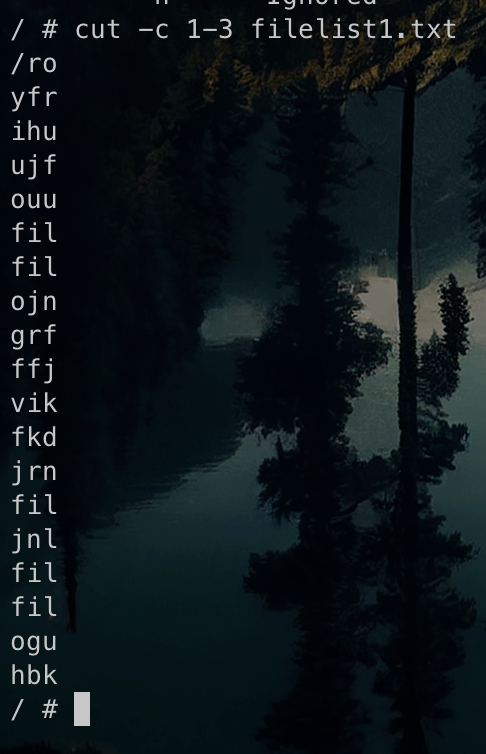 / # cut -c 1-3 filelist1.txt
/ro
yfr
ihu
ujf
ouu
fil
fil
ojn
grf
ffj
vik
fkd
jrn
fil
jnl
fil
fil
ogu
hbk
/ #